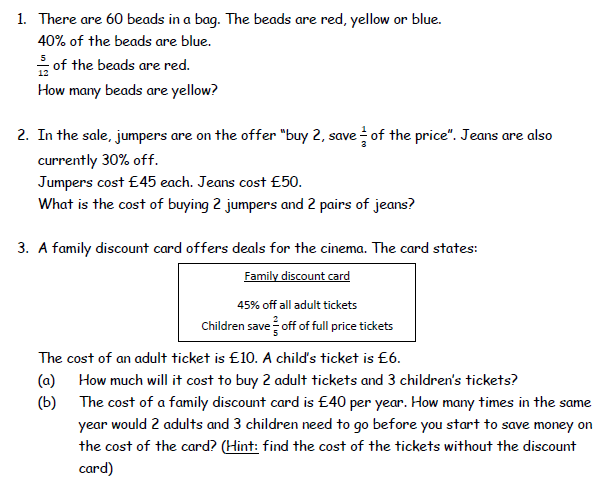 1. There are 60 beads in a bag. The beads are red, yellow or blue.
40% of the beads are blue.
5/12 of the beads are red.
How many beads are yellow?
2. In the sale, jumpers are on the offer "buy 2, save 1/3 of the price". Jeans are also
currently 30% off.
Jumpers cost £45 each. Jeans cost £50.
What is the cost of buying 2 jumpers and 2 pairs of jeans?
3. A family discount card offers deals for the cinema. The card states:
Family discount card
45% off all adult tickets
Children save 2/5 off of full price tickets
The cost of an adult ticket is £10. A child's ticket is £6.
(a) How much will it cost to buy 2 adult tickets and 3 children's tickets?
(b) The cost of a family discount card is £40 per year. How many times in the same
year would 2 adults and 3 children need to go before you start to save money on
the cost of the card? (Hint: find the cost of the tickets without the discount
card)